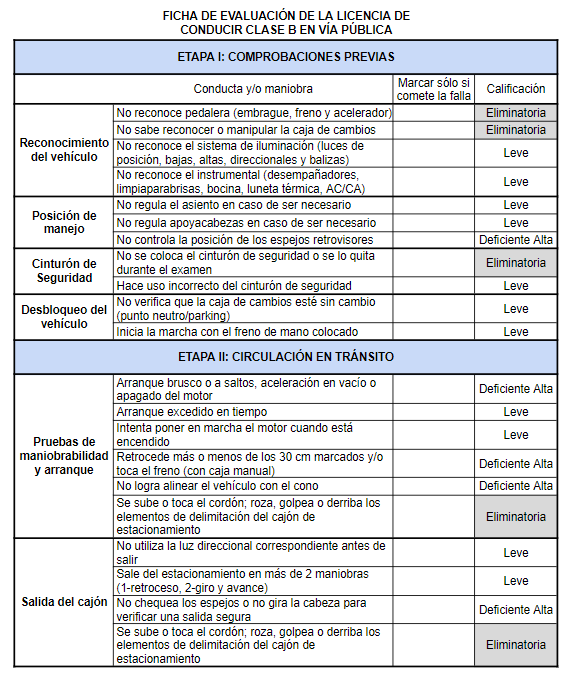 FICHA DE EVALUACIÓN DE LA LICENCIA DE
CONDUCIR CLASE B EN VÍA PÚBLICA
ETAPA I: COMPROBACIONES PREVIAS
Conducta y/o maniobra
Marcar sólo si
comete la falla
Calificación
Reconocimiento
del vehículo
No reconoce pedalera (embrague, freno y acelerador)
Eliminatoria
No sabe reconocer o manipular la caja de cambios
Eliminatoria
No reconoce el sistema de iluminación (luces de
posición, bajas, altas, direccionales y balizas)
Leve
No reconoce el instrumental (desempañadores,
limpiaparabrisas, bocina, luneta térmica, AC/CA)
Leve
Posición de
manejo
No regula el asiento en caso de ser necesario
Leve
No regula apoyacabezas en caso de ser necesario
Leve
No controla la posición de los espejos retrovisores
Deficiente Alta
Cinturón de
Seguridad
No se coloca el cinturón de seguridad o se lo quita
durante el examen
Eliminatoria
Hace uso incorrecto del cinturón de seguridad
Leve
Desbloqueo del
vehículo
No verifica que la caja de cambios esté sin cambio
(punto neutro/parking)
Leve
Inicia la marcha con el freno de mano colocado
Leve
ETAPA II: CIRCULACIÓN EN TRÁNSITO
Pruebas de
maniobrabilidad
y arranque
Arranque brusco o a saltos, aceleración en vacío o
apagado del motor
Deficiente Alta
Arranque excedido en tiempo
Leve
Intenta poner en marcha el motor cuando está
encendido
Leve
Retrocede más o menos de los 30 cm marcados y/o
toca el freno (con caja manual)
Deficiente Alta
No logra alinear el vehículo con el cono
Deficiente Alta
Se sube o toca el cordón; roza, golpea o derriba los
elementos de delimitación del cajón de
estacionamiento
Eliminatoria
Salida del cajón
No utiliza la luz direccional correspondiente antes de
salir
Leve
Sale del estacionamiento en más de 2 maniobras
(1-retroceso, 2-giro y avance)
Leve
No chequea los espejos o no gira la cabeza para
verificar una salida segura
Deficiente Alta
Se sube o toca el cordón; roza, golpea o derriba los
elementos de delimitación del cajón de
estacionamiento
Eliminatoria